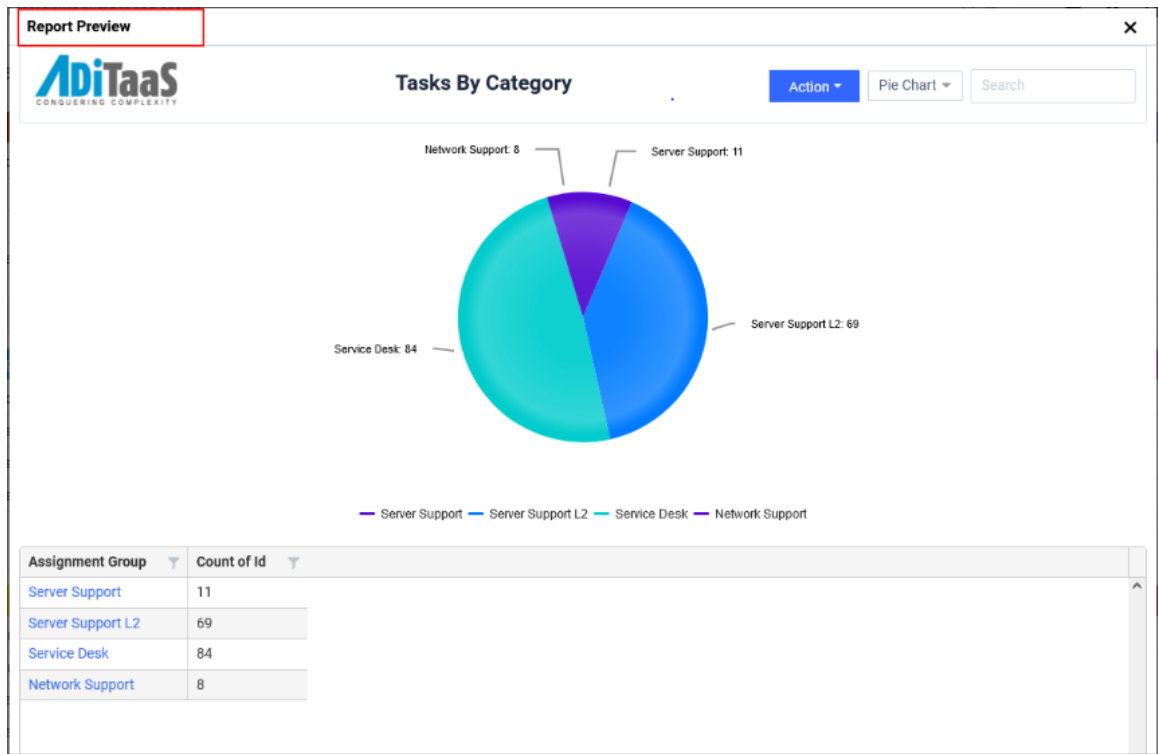 Report Preview
ADiTaaS
CONQUERING COMPLEXITY
Tasks By Category
Action
Pie Chart
Search
Network Support: 8
Server Support: 11
Server Support L2: 69
Service Desk: 84
Server Support Server Support L2 Service Desk Network Support
Assignment Group Count of Id
Server Support 11
Server Support L2 69
Service Desk 84
Network Support 8